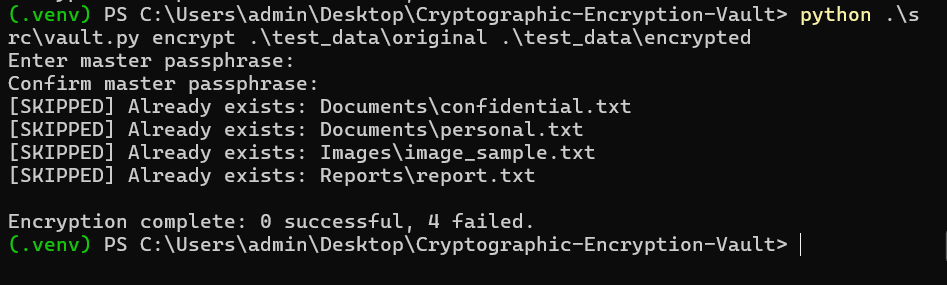 (.venv) PS C:\Users\admin\Desktop\Cryptographic-Encryption-Vault> python .\s
rc\vault.py encrypt .\test_data\original .\test_data\encrypted
Enter master passphrase:
Confirm master passphrase:
[SKIPPED] Already exists: Documents\confidential.txt
[SKIPPED] Already exists: Documents\personal.txt
[SKIPPED] Already exists: Images\image_sample.txt
[SKIPPED] Already exists: Reports\report.txt

Encryption complete: 0 successful, 4 failed.
(.venv) PS C:\Users\admin\Desktop\Cryptographic-Encryption-Vault>